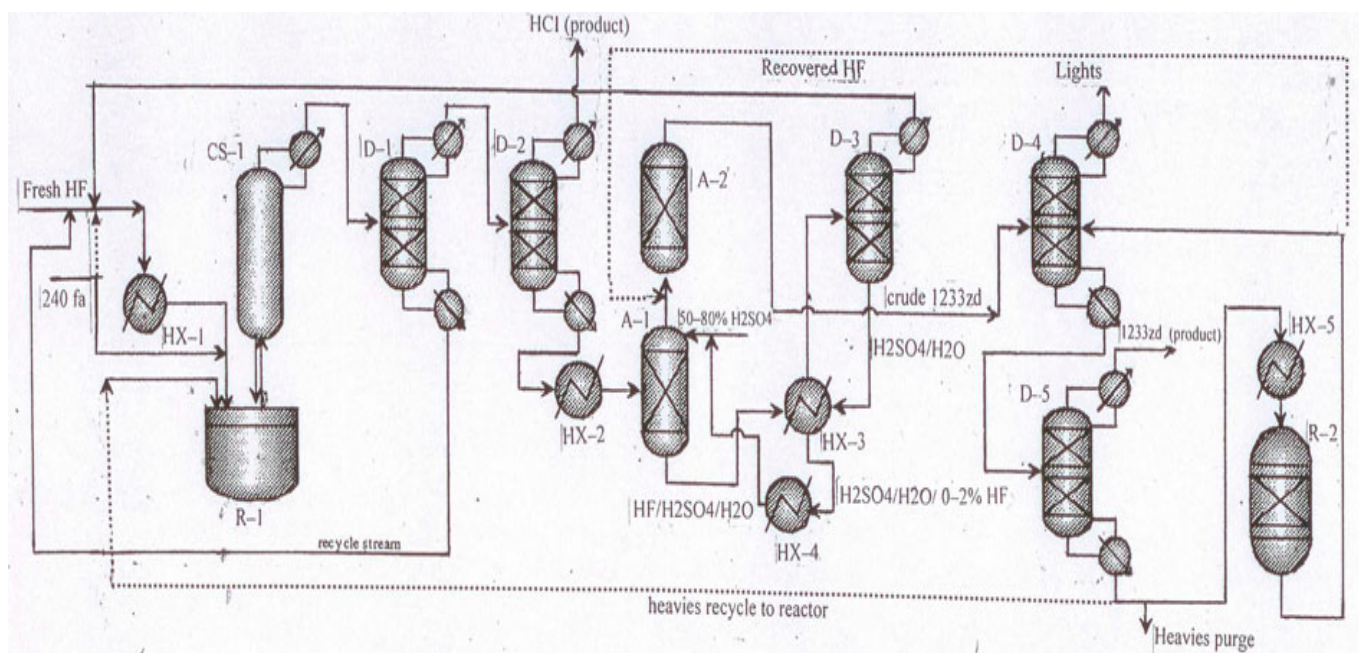 HCl (product)
Recovered HF
Lights
CS-1
D-1
D-2
A-2
D-3
D-4
Fresh HF
240 fa
HX-1
A-1
50-80% H2SO4
crude 1233zd
H2SO4/H2O
1233zd (product)
HX-5
HX-2
HX-3
D-5
R-2
R-1
HF/H2SO4/H2O
H2SO4/H2O/ 0-2% HF
HX-4
recycle stream
heavies recycle to reactor
Heavies purge